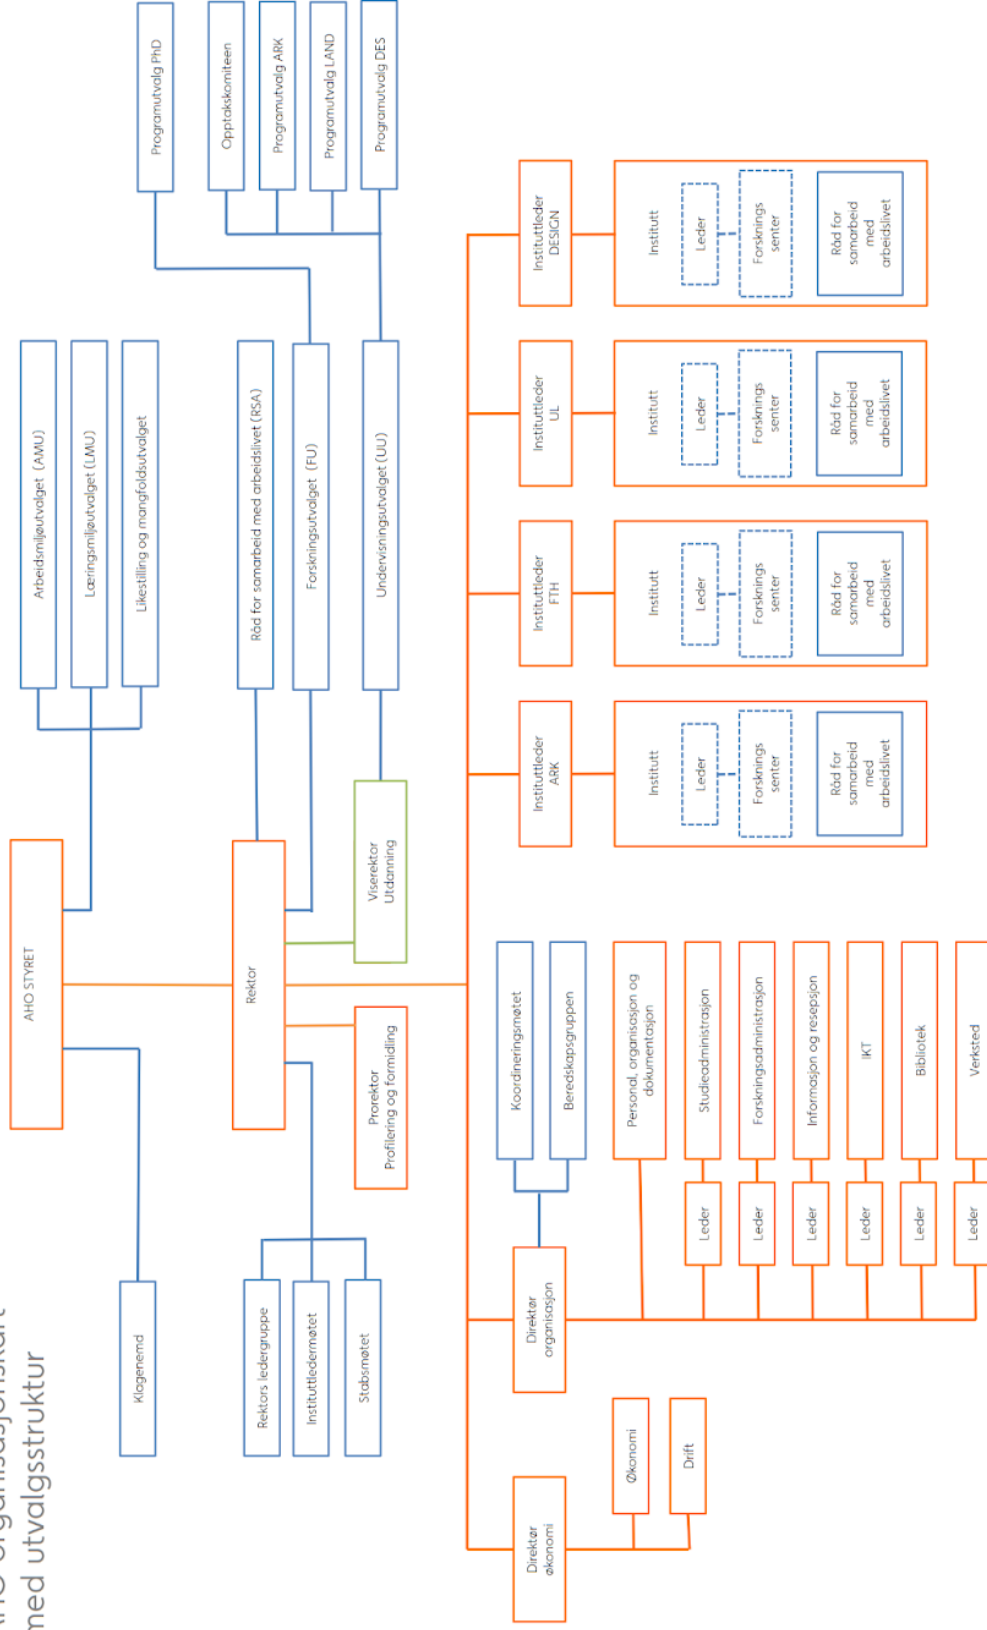 AHO organisasjonskart
med utvalgsstruktur
AHO STYRET
Arbeidsmiljøutvalget (AMU)
Læringsmiljøutvalget (LMU)
Likestilling og mangfoldsutvalget
Klagenemd
Programutvalg PhD
Opptakskomiteen
Programutvalg ARK
Programutvalg LAND
Programutvalg DES
Rektor
Råd for samarbeid med arbeidslivet (RSA)
Forskningsutvalget (FU)
Undervisningsutvalget (UU)
Rektors ledergruppe
Instituttledermøtet
Stabsmøtet
Prorektor
Profilering og formidling
Viserektor
Utdanning
Direktør
økonomi
Økonomi
Drift
Direktør
organisasjon
Koordineringsmøtet
Beredskapsgruppen
Personal, organisasjon og
dokumentasjon
Leder
Studieadministrasjon
Leder
Forskningsadministrasjon
Leder
Informasjon og resepsjon
Leder
IKT
Leder
Bibliotek
Leder
Verksted
Instituttleder
ARK
Institutt
Leder
Forsknings
senter
Råd for
samarbeid
med
arbeidslivet
Instituttleder
FTH
Institutt
Leder
Forsknings
senter
Råd for
samarbeid
med
arbeidslivet
Instituttleder
UL
Institutt
Leder
Forsknings
senter
Råd for
samarbeid
med
arbeidslivet
Instituttleder
DESIGN
Institutt
Leder
Forsknings
senter
Råd for
samarbeid
med
arbeidslivet